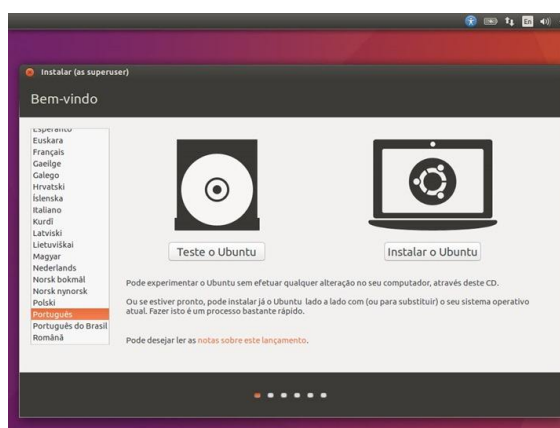 En
Instalar (as superuser)
Bem-vindo
Esperanto
Euskara
Français
Gaeilge
Galego
Hrvatski
Íslenska
Italiano
Kurdî
Latviski
Lietuviškai
Magyar
Nederlands
Norsk bokmål
Norsk nynorsk
Polski
Português
Português do Brasil
Română
Teste o Ubuntu
Instalar o Ubuntu
Pode experimentar o Ubuntu sem efetuar qualquer alteração no seu computador, através deste CD.
Ou se estiver pronto, pode instalar já o Ubuntu lado a lado com (ou para substituir) o seu sistema operativo
atual. Fazer isto é um processo bastante rápido.
Pode desejar ler as notas sobre este lançamento.